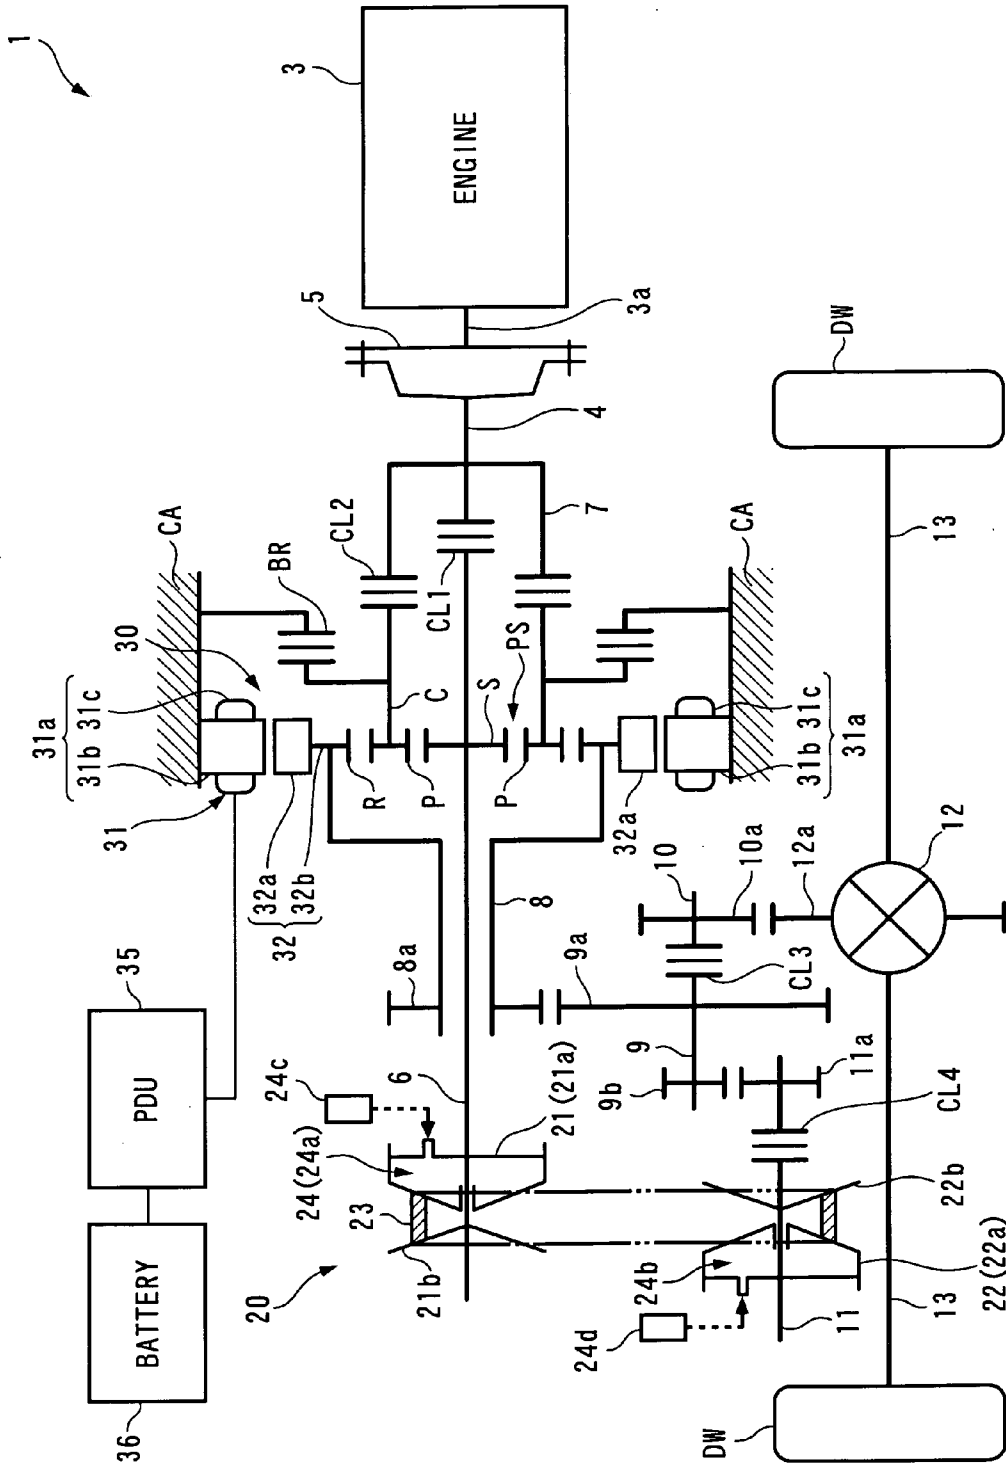 1
3
ENGINE
3a
5
4
DW
CA
CL2
BR
CL1
7
CA
13
30
PS
C
S
31a
31c
31b
R
P
P
31b
31c
31a
31
32a
32b
32
32a
8
10
10a
12a
12
35
8a
9a
CL3
PDU
6
24c
9
9b
11a
21(21a)
24(24a)
CL4
23
22b
BATTERY
20
21b
24b
22(22a)
24d
11
13
36
DW